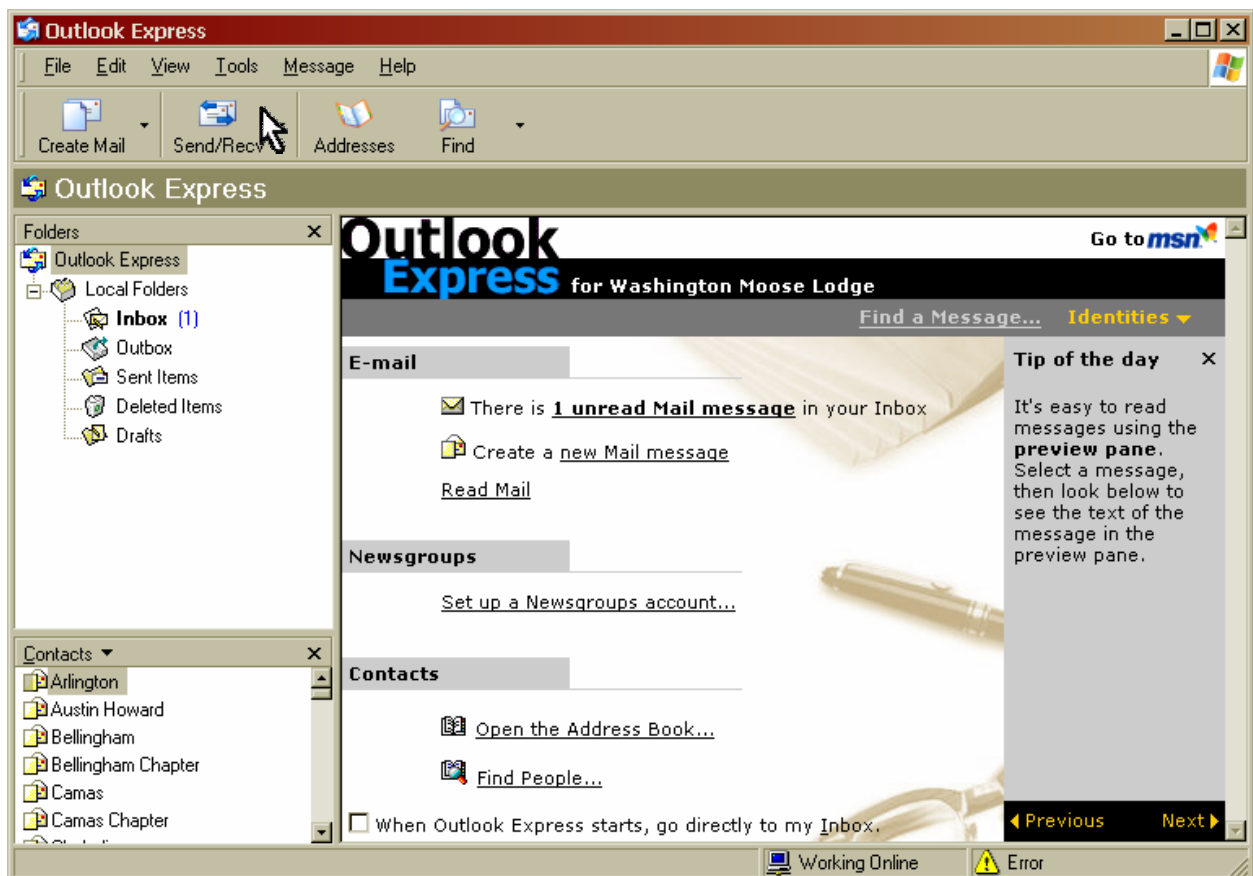 Outlook Express
File Edit View Tools Message Help
Create Mail Send/Recv Addresses Find
Outlook Express
Folders
Outlook Express
Local Folders
Inbox (1)
Outbox
Sent Items
Deleted Items
Drafts
Contacts
Arlington
Austin Howard
Bellingham
Bellingham Chapter
Camas
Camas Chapter
Outlook
Express for Washington Moose Lodge
Go to msn
Find a Message... Identities
E-mail
There is 1 unread Mail message in your Inbox
Create a new Mail message
Read Mail
Newsgroups
Set up a Newsgroups account...
Contacts
Open the Address Book...
Find People...
When Outlook Express starts, go directly to my Inbox.
Tip of the day
It's easy to read
messages using the
preview pane.
Select a message,
then look below to
see the text of the
message in the
preview pane.
Previous Next
Working Online Error